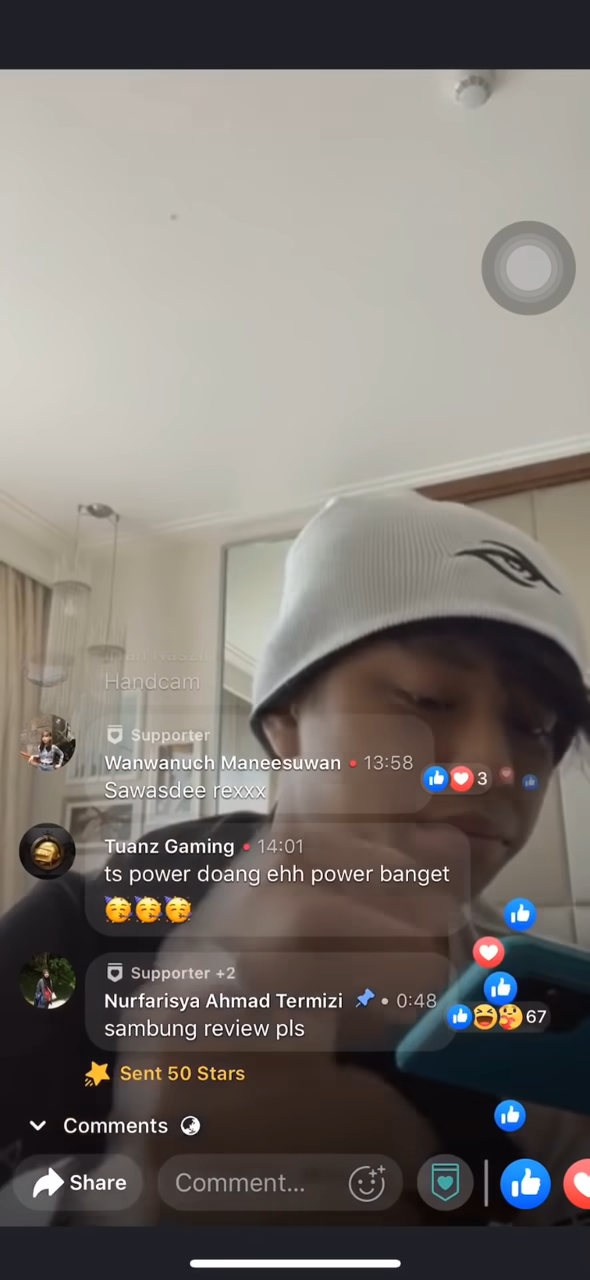 Handcam
Supporter
Wanwanuch Maneesuwan • 13:58
3
Sawasdee rexxx
Tuanz Gaming • 14:01
ts power doang ehh power banget
🥳🥳🥳
Supporter +2
Nurfarisya Ahmad Termizi 📌 • 0:48
67
sambung review pls
Sent 50 Stars
Comments
Share
Comment...